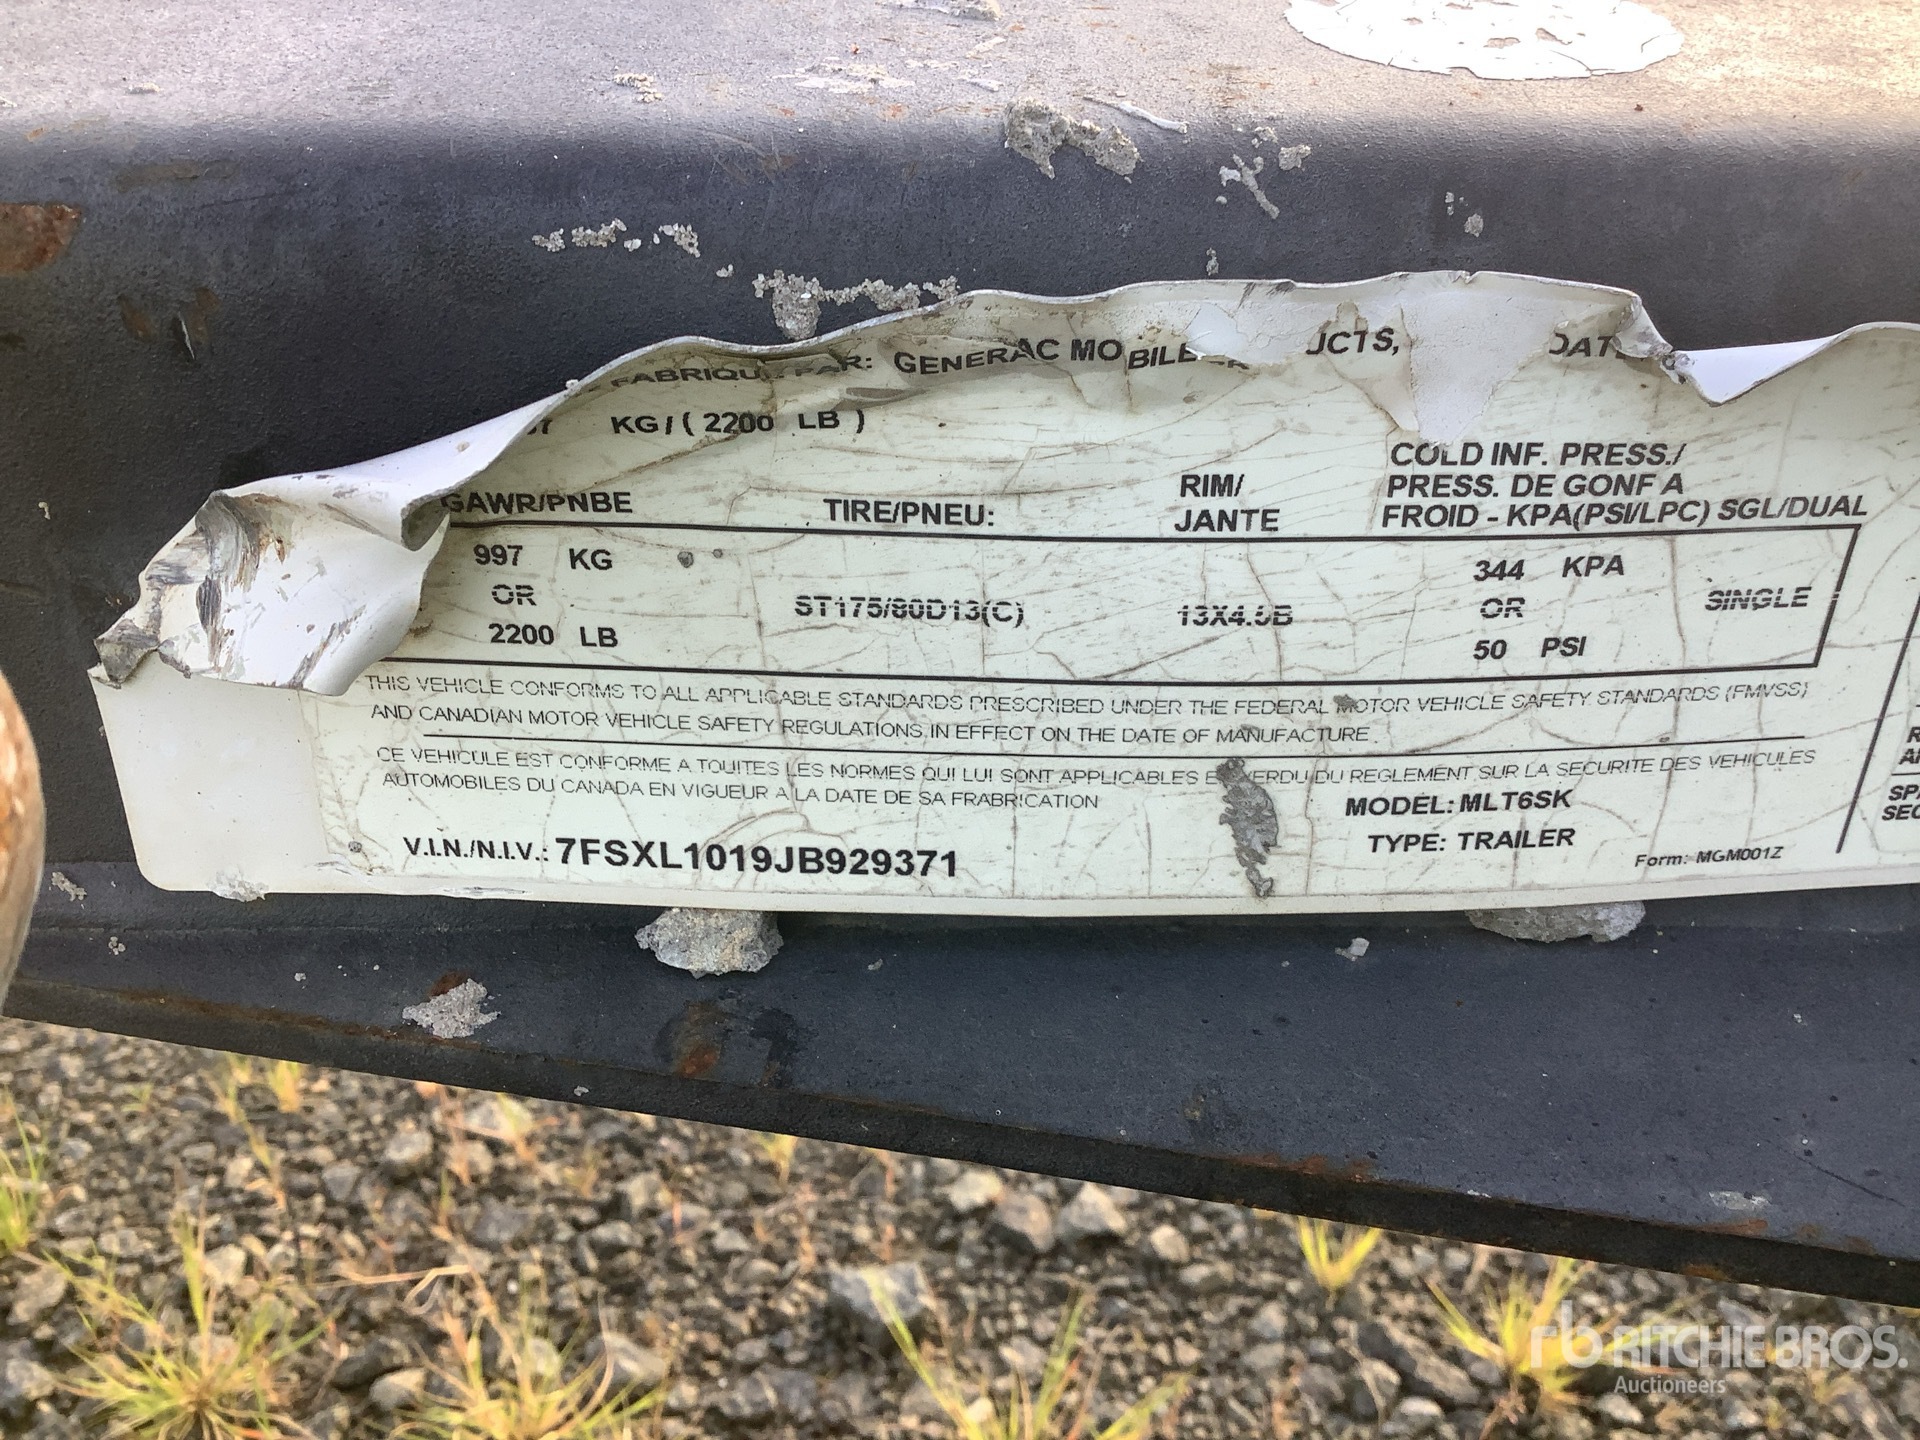 FABRIQUE PAR: GENERAC MOBILE UCTS, DATE
KG / ( 2200 LB )
GAWR/PNBE TIRE/PNEU: RIM/ JANTE COLD INF. PRESS./
PRESS. DE GONF A
FROID - KPA(PSI/LPC) SGL/DUAL
997 KG 344 KPA
OR ST175/80D13(C) 13X4.5B OR SINGLE
2200 LB 50 PSI
THIS VEHICLE CONFORMS TO ALL APPLICABLE STANDARDS PRESCRIBED UNDER THE FEDERAL MOTOR VEHICLE SAFETY STANDARDS (FMVSS)
AND CANADIAN MOTOR VEHICLE SAFETY REGULATIONS IN EFFECT ON THE DATE OF MANUFACTURE.
CE VEHICULE EST CONFORME A TOUITES LES NORMES QUI LUI SONT APPLICABLES VERDU DU REGLEMENT SUR LA SECURITE DES VEHICULES
AUTOMOBILES DU CANADA EN VIGUEUR A LA DATE DE SA FRABRICATION
MODEL: MLT6SK
V.I.N./N.I.V.: 7FSXL1019JB929371 TYPE: TRAILER
Form: MGM001Z
rb RITCHIE BROS.
Auctioneers